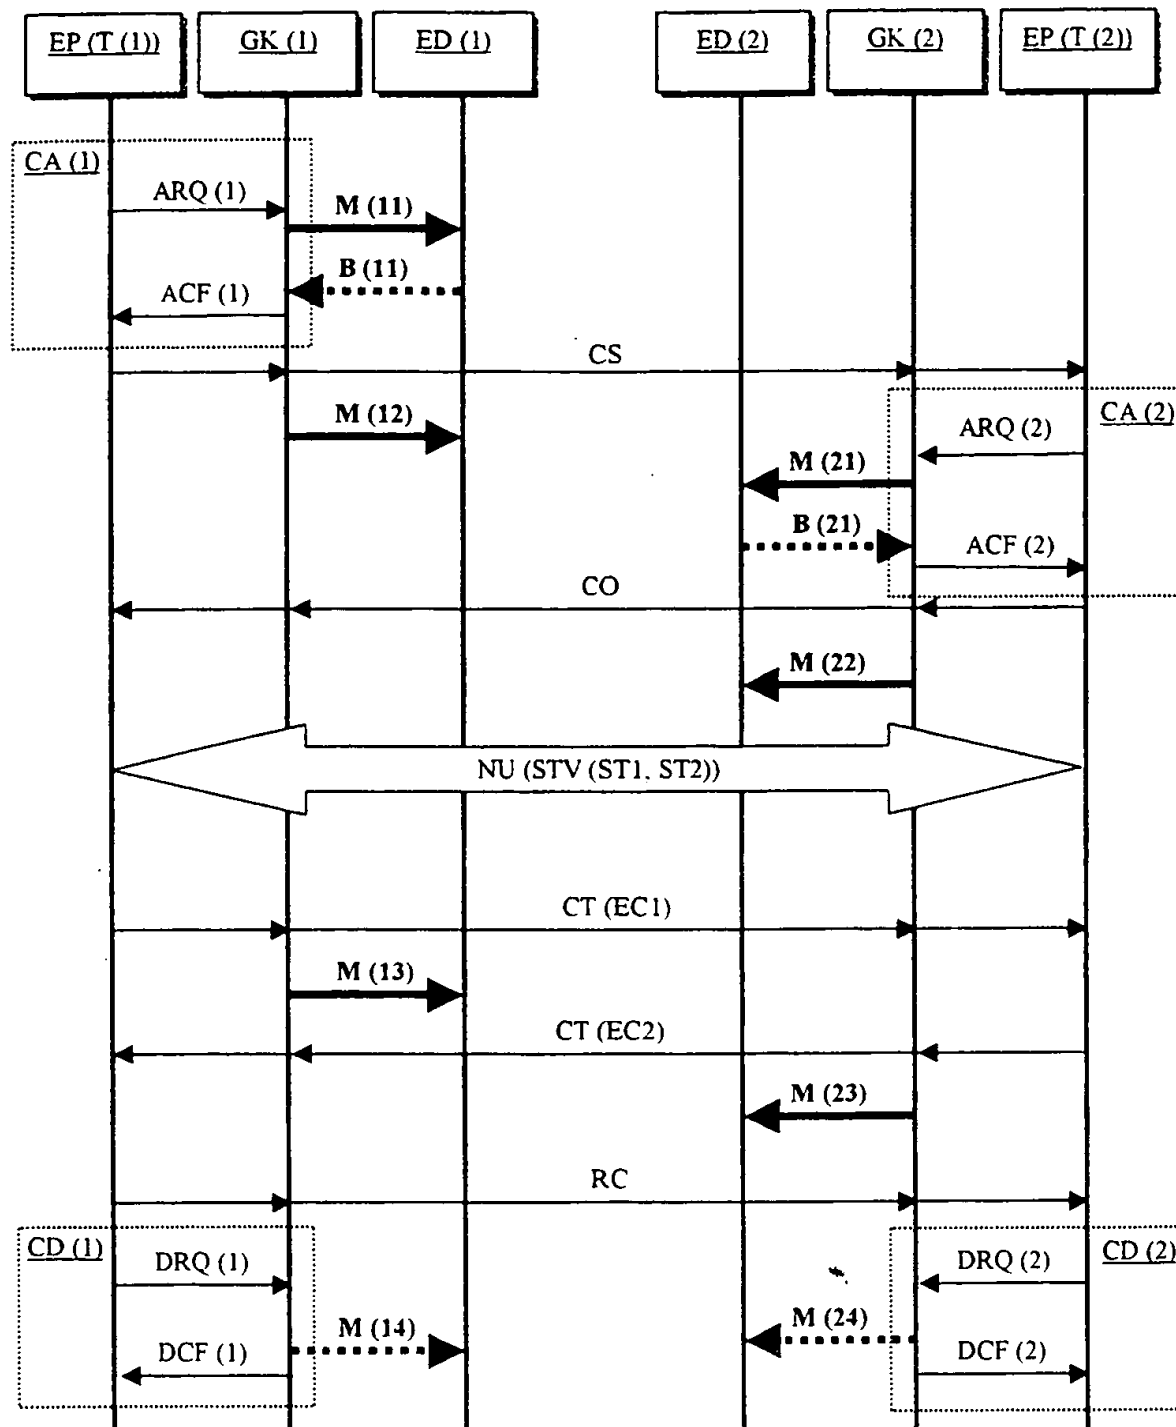 EP (T (1)) GK (1) ED (1) ED (2) GK (2) EP (T (2))
CA (1)
ARQ (1)
M (11)
B (11)
ACF (1)
CS
M (12)
CA (2)
ARQ (2)
M (21)
B (21)
ACF (2)
CO
M (22)
NU (STV (ST1, ST2))
CT (EC1)
M (13)
CT (EC2)
M (23)
RC
CD (1)
DRQ (1)
DRQ (2)
CD (2)
M (14)
M (24)
DCF (1)
DCF (2)